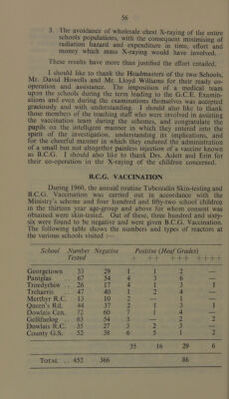 56
3. The avoidance of wholesale chest X-raying of the entire
schools populations, with the consequent minimising of
radiation hazard and expenditure in time, effort and
money which mass X-raying would have involved.
These results have more than justified the effort entailed.
I should like to thank the Headmasters of the two Schools,
Mr. David Howells and Mr. Lloyd Williams for their ready co-
operation and assistance. The imposition of a medical team
upon the schools during the term leading to the G.C.E. Examin-
ations and even during the examinations themselves was accepted
graciously and with understanding. I should also like to thank
those members of the teaching staff who were involved in assisting
the vaccination team during the schemes, and congratulate the
pupils on the intelligent manner in which they entered into the
spirit of the investigation, understanding its implications, and
for the cheerful manner in which they endured the administration
of a small but not altogether painless injection of a vaccine known
as B.C.G. I should also like to thank Drs. Aslett and Erin for
their co-operation in the X-raying of the children concerned.
B.C.G. VACCINATION
During 1960, the annual routine Tuberculin Skin-testing and
B.C.G. Vaccination was carried out in accordance with the
Ministry's scheme and four hundred and fifty-two school children
in the thirteen year age-group and above for whom consent was
obtained were skin-tested. Out of these, three hundred and sixty-
six were found to be negative and were given B.C.G. Vaccination.
The following table shows the numbers and types of reactors at
the various schools visited :—
School Number Negative Positive (Heaf Grades)
Tested + ++ +++ ++++
Georgetown 33 29 1 1 2 —
Pantglas 67 54 4 3 6 —
Troedyrhiw .. 26 17 4 1 3 1
Treharris 47 40 1 2 4 —
Merthyr R.C. 13 10 2 — 1 —
Queen's Rd. 44 37 2 1 3 1
Dowlais Cen. 72 60 7 1 4 —
Gellifaelog .. 63 54 5 — 2 2
Dowlais R.C. 35 27 3 2 3 —
County G.S. 52 38 6 5 1 2
35 16 29 6
TOTAL .. 452 366 86